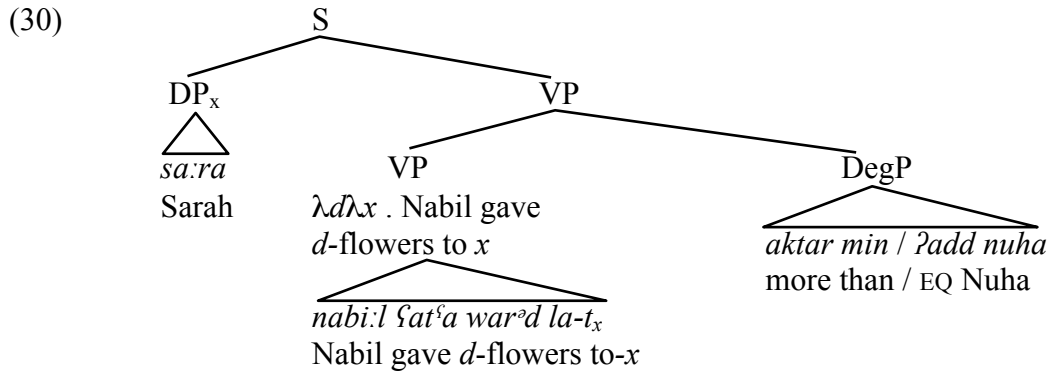 (30)
S
DPₓ VP
sa:ra VP DegP
Sarah λdλx . Nabil gave aktar min / ʔadd nuha
d-flowers to x more than / EQ Nuha
nabi:l ʕatˤa warᵊd la-tₓ
Nabil gave d-flowers to-x